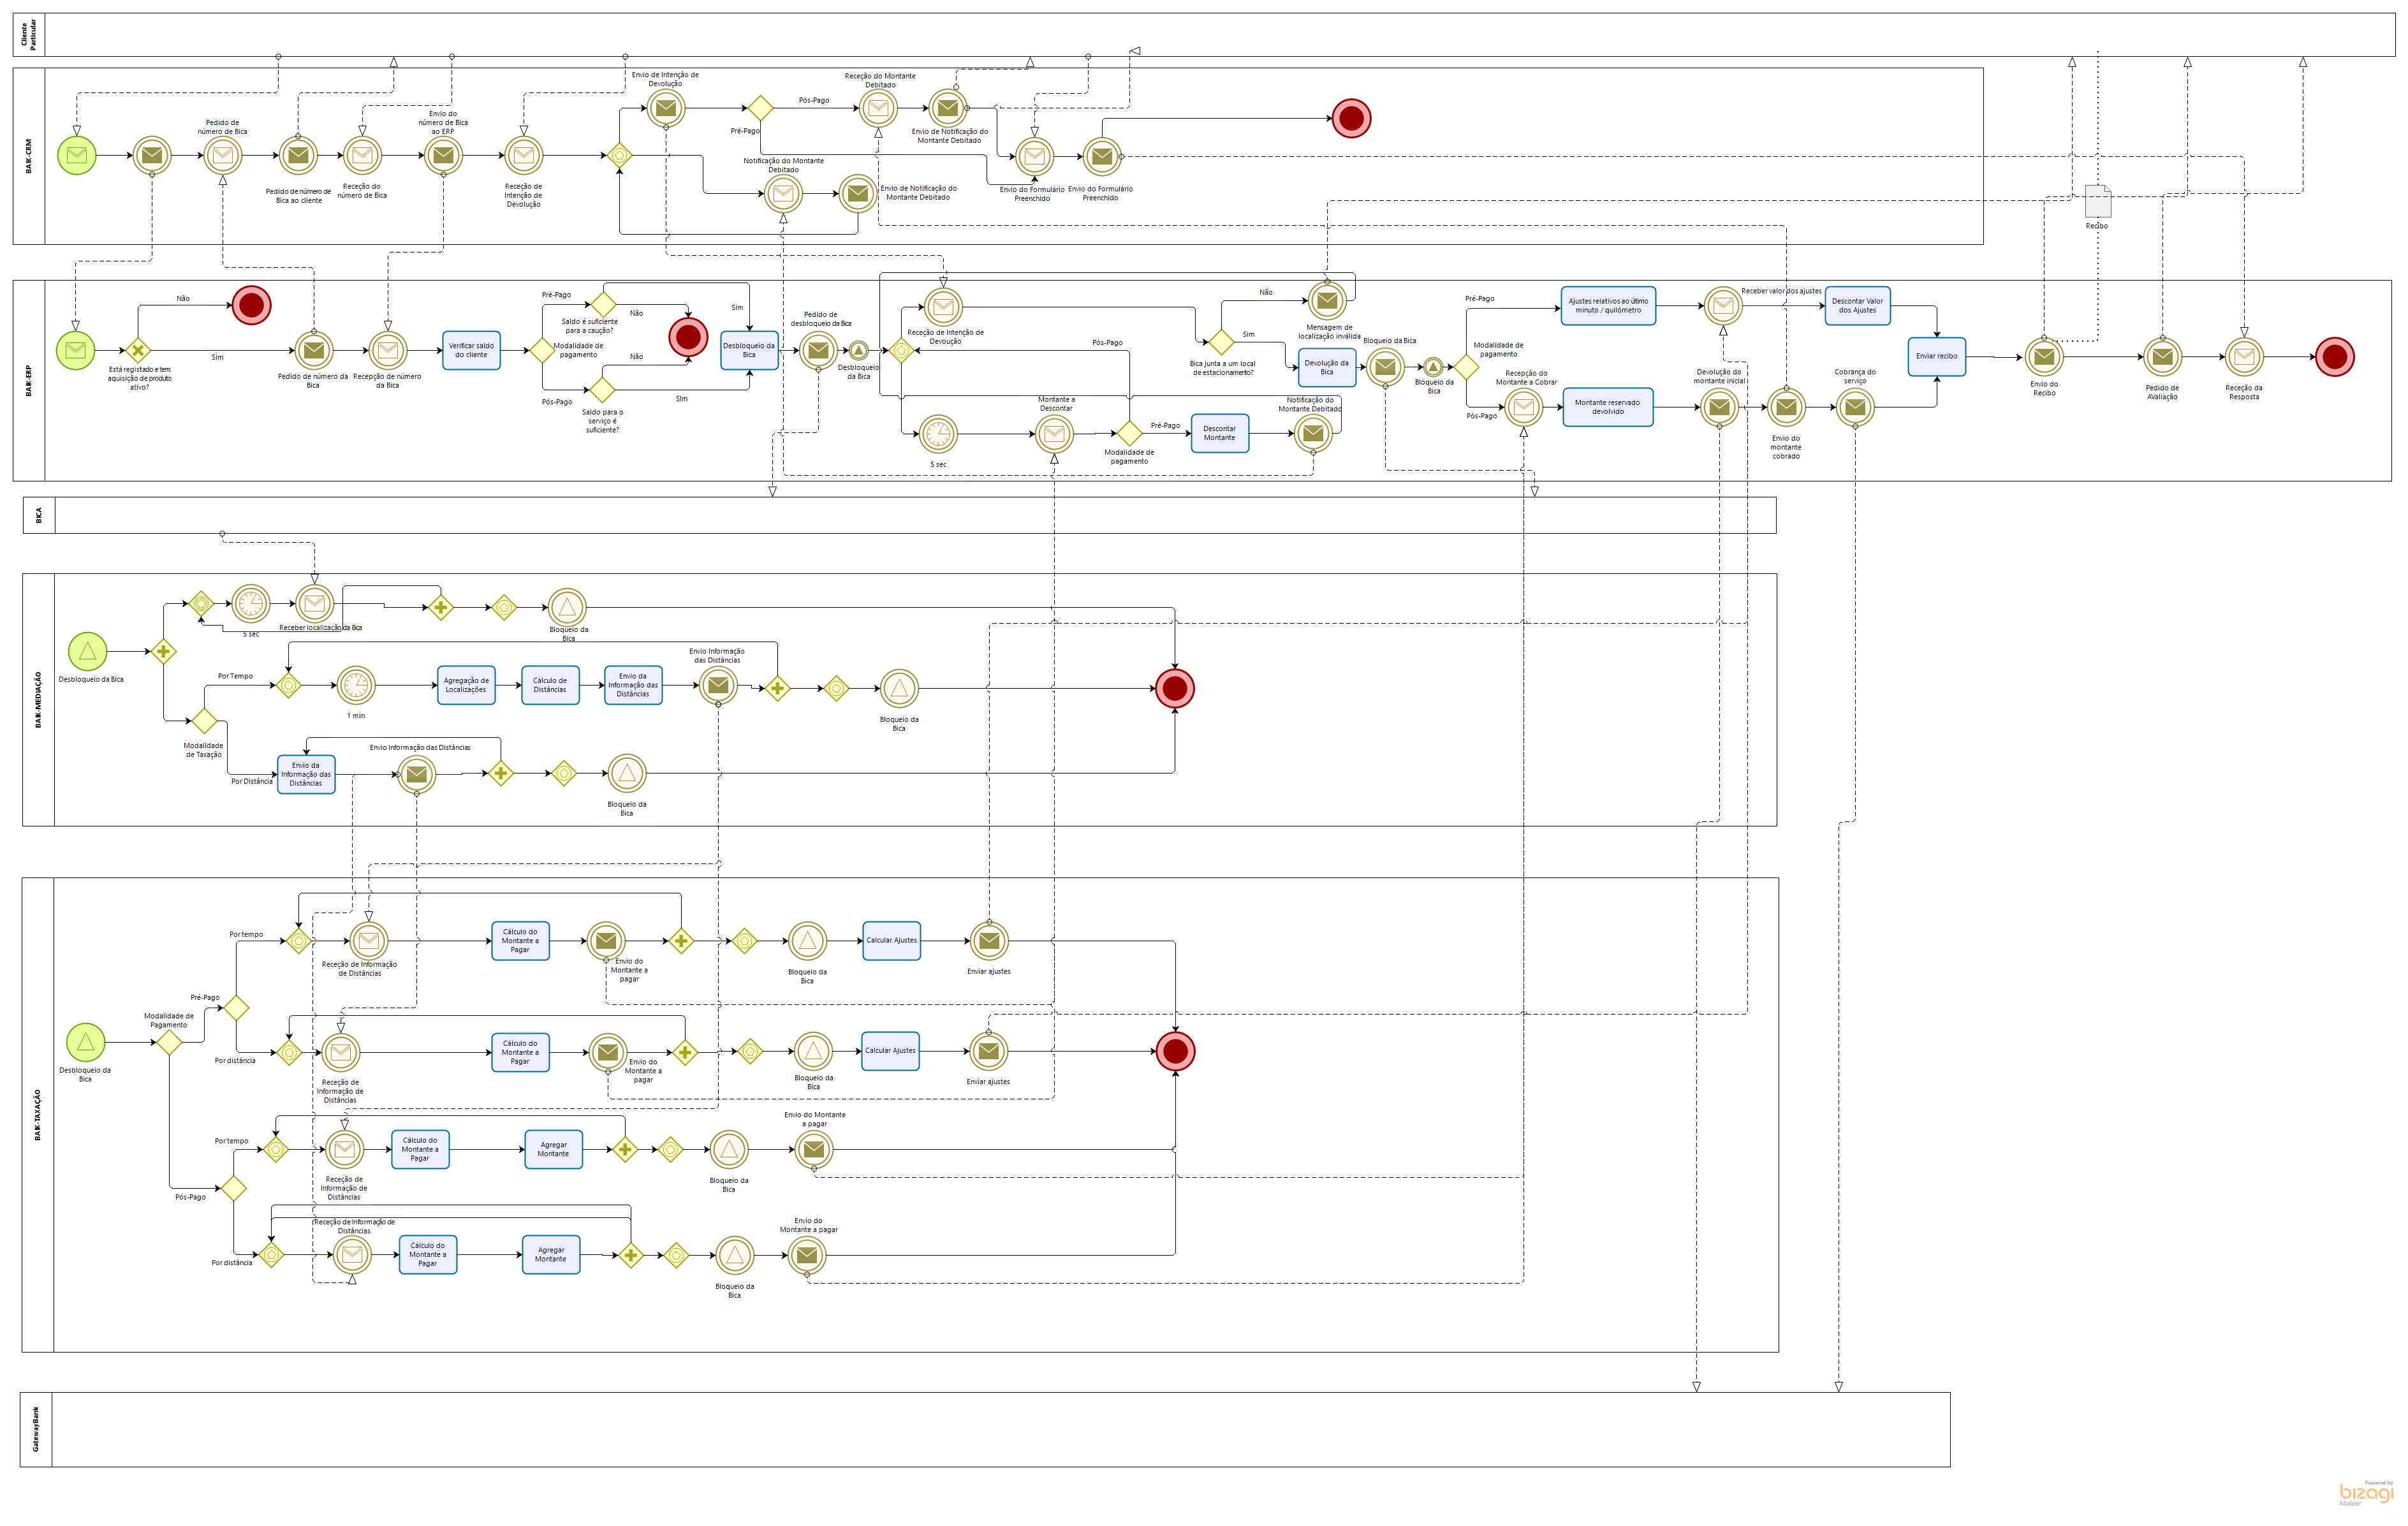 Cliente
Particular
BAIK-CRM
Pedido de
número de Bica
Pedido de número de
Bica ao cliente
Receção do
número de Bica
Envio do
número de Bica
ao ERP
Receção de
Intenção de
Devolução
Envio de Intenção de
Devolução
Pré-Pago
Pós-Pago
Receção do Montante
Debitado
Envio de Notificação do
Montante Debitado
Notificação do Montante
Debitado
Envio de Notificação do
Montante Debitado
Envio do Formulário
Preenchido
Envio do Formulário
Preenchido
Recibo
BAIK-ERP
Está registado e tem
aquisição de produto
ativo?
Não
Sim
Pedido de número da
Bica
Recepção de número
da Bica
Verificar saldo
do cliente
Modalidade de
pagamento
Pré-Pago
Saldo é suficiente
para a caução?
Não
Sim
Pós-Pago
Saldo para o
serviço é
suficiente?
Não
SIm
Desbloqueio da
Bica
Pedido de
desbloqueio da Bica
Desbloqueio
da Bica
Receção de Intenção de
Devoução
5 sec
Montante a
Descontar
Pós-Pago
Modalidade de
pagamento
Pré-Pago
Descontar
Montante
Notificação do
Montante Debitado
Bica junta a um local
de estacionamento?
Não
Sim
Mensagem de
localização inválida
Devolução da
Bica
Bloqueio da Bica
Bloqueio da
Bica
Modalidade de
pagamento
Pré-Pago
Pós-Pago
Ajustes relativos ao último
minuto / quilómetro
Receber valor dos ajustes
Descontar Valor
dos Ajustes
Recepção do
Montante a Cobrar
Montante reservado
devolvido
Devolução do
montante inicial
Envio do
montante
cobrado
Cobrança do
serviço
Enviar recibo
Envio do
Recibo
Pedido de
AValiação
Receção da
Resposta
BICA
BAIK-MEDIAÇÃO
Desbloqueio da Bica
5 sec
Receber localização da Bica
Bloqueio da
Bica
Modalidade
de Taxação
Por Tempo
1 min
Agregação de
Localizações
Cálculo de
Distâncias
Envio da
Informação das
Distâncias
Envio Informação
das Distâncias
Bloqueio da
Bica
Por Distância
Envio da
Informação das
Distâncias
Envio Informação das Distâncias
Bloqueio da
Bica
BAIK-TAXAÇÃO
Desbloqueio da
Bica
Modalidade de
Pagamento
Pré-Pago
Por tempo
Receção de Informação
de Distâncias
Cálculo do
Montante a
Pagar
Envio do
Montante a
pagar
Bloqueio da
Bica
Calcular Ajustes
Enviar ajustes
Por distância
Receção de
Informação de
Distâncias
Cálculo do
Montante a
Pagar
Envio do
Montante a
pagar
Bloqueio da
Bica
Calcular Ajustes
Enviar ajustes
Pós-Pago
Por tempo
Receção de
Informação de
Distâncias
Cálculo do
Montante a
Pagar
Agregar
Montante
Bloqueio da
Bica
Envio do Montante
a pagar
Por distância
Receção de Informação de
Distâncias
Cálculo do
Montante a
Pagar
Agregar
Montante
Bloqueio da
Bica
Envio do
Montante a pagar
GatewayBank
Powered by
bizagi
Modeler